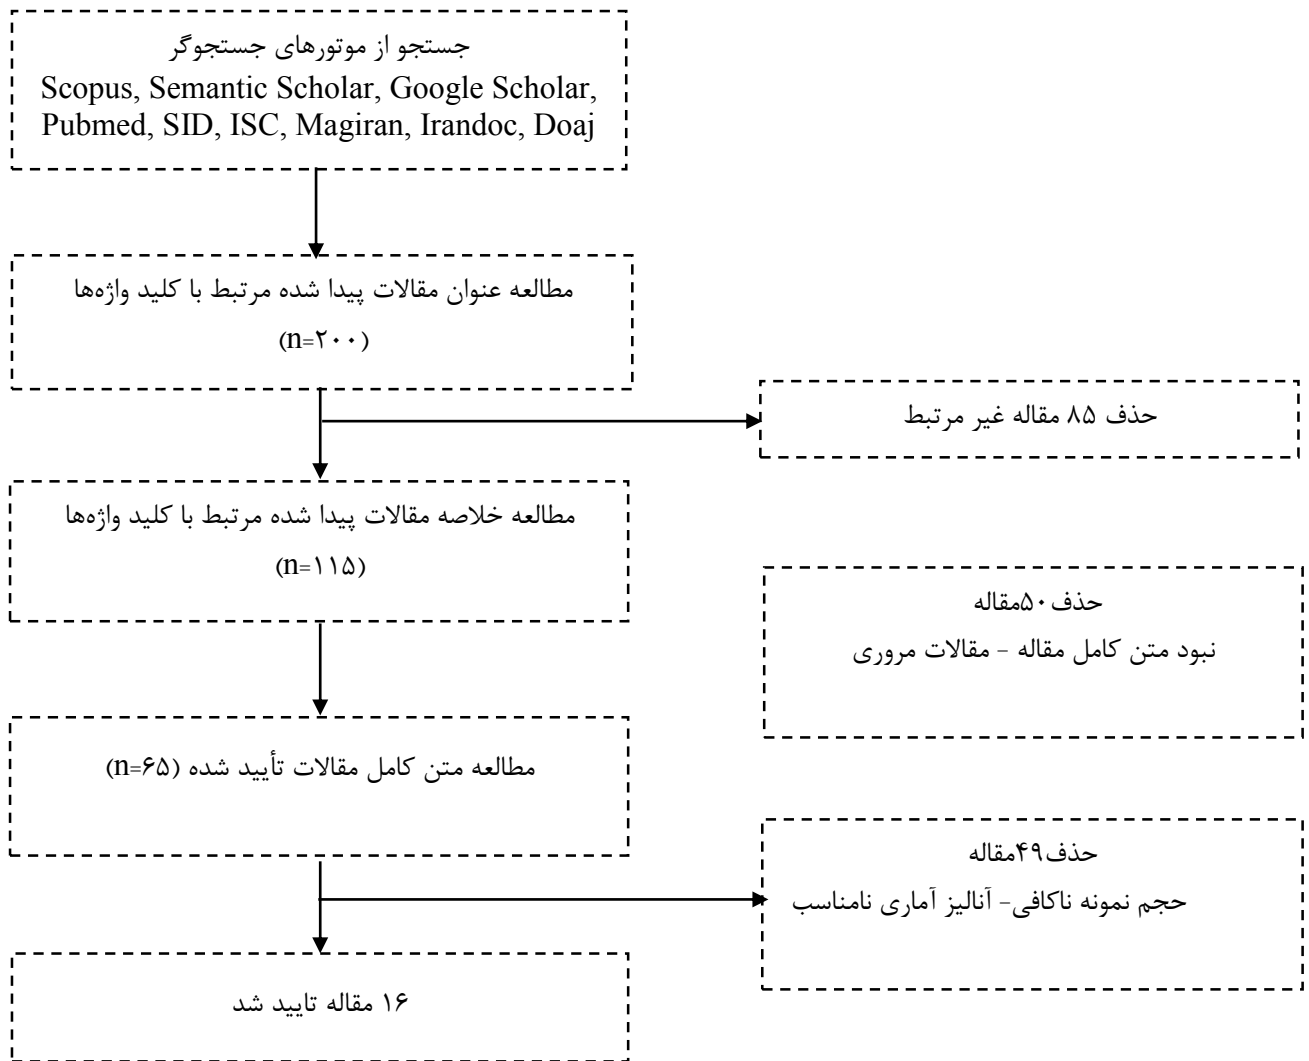 جستجو از موتورهای جستجوگر
Scopus, Semantic Scholar, Google Scholar,
Pubmed, SID, ISC, Magiran, Irandoc, Doaj
مطالعه عنوان مقالات پیدا شده مرتبط با کلید واژه‌ها
(n=۲۰۰)
حذف ۸۵ مقاله غیر مرتبط
مطالعه خلاصه مقالات پیدا شده مرتبط با کلید واژه‌ها
(n=۱۱۵)
حذف ۵۰مقاله
نبود متن کامل مقاله - مقالات مروری
مطالعه متن کامل مقالات تأیید شده (n=۶۵)
حذف۴۹مقاله
حجم نمونه ناکافی- آنالیز آماری نامناسب
۱۶ مقاله تایید شد